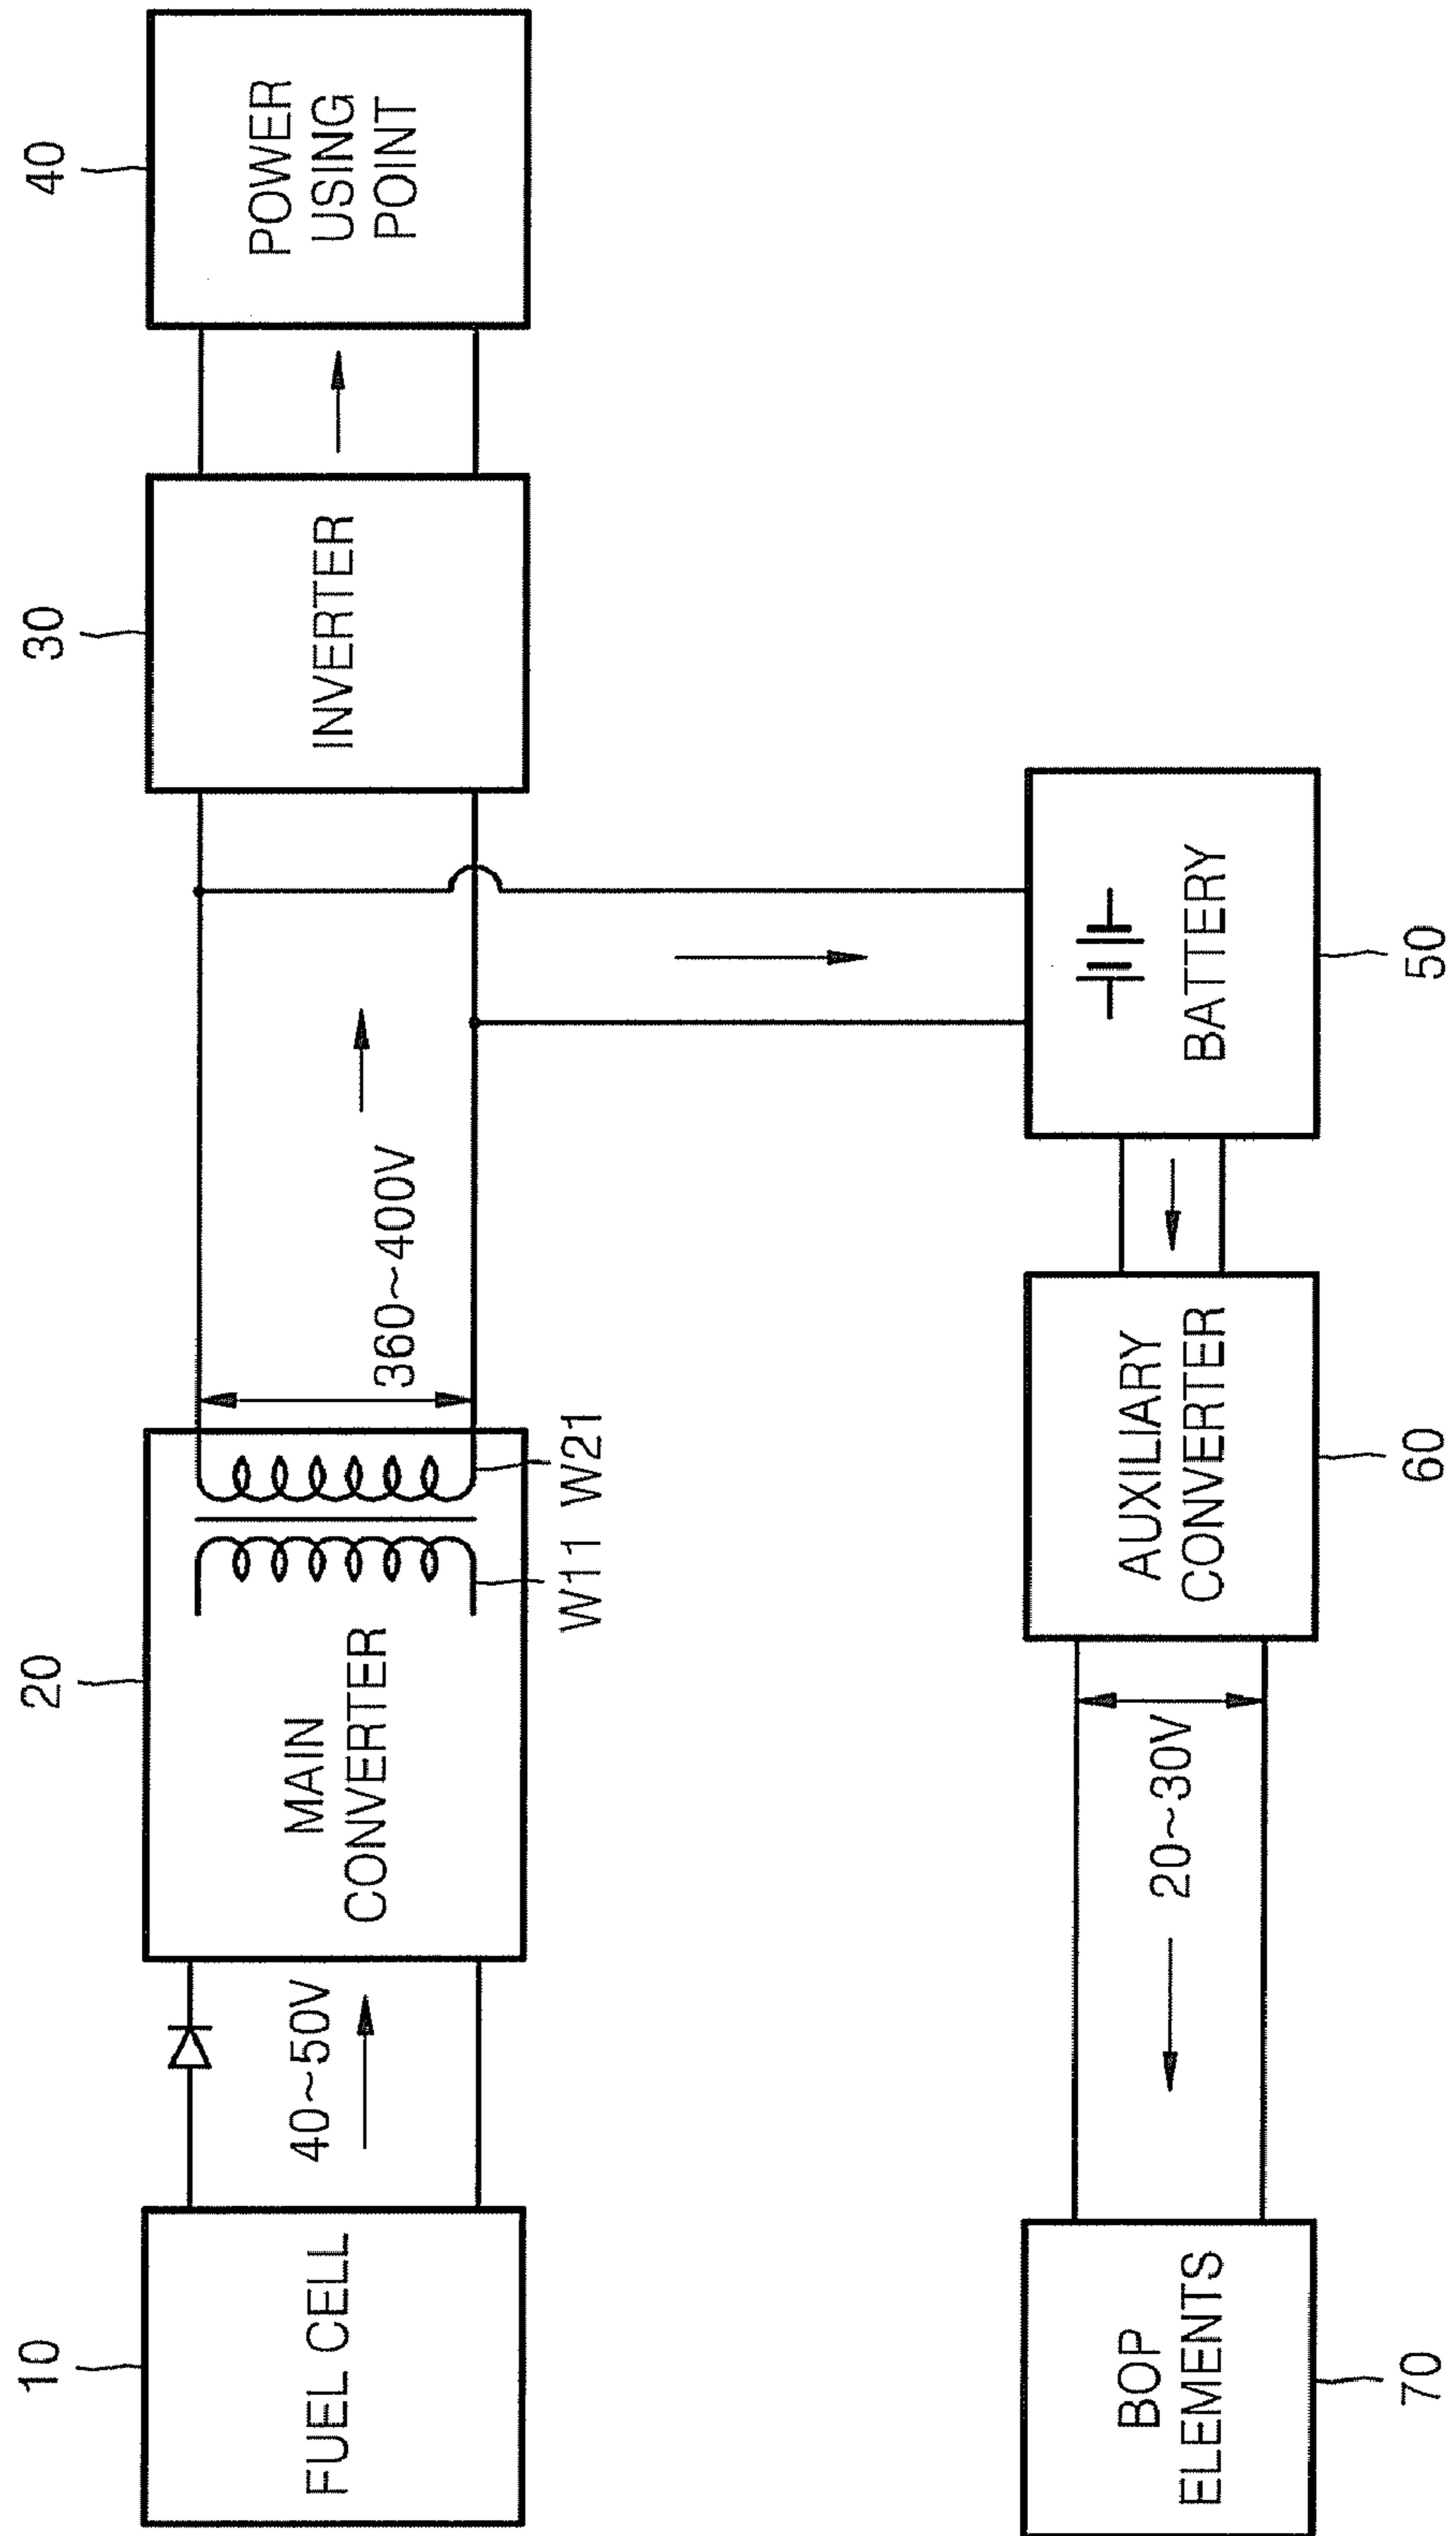 10
20
30
40
FUEL CELL
40~50V
MAIN
CONVERTER
W11
W21
360~400V
INVERTER
POWER
USING
POINT
BOP
ELEMENTS
20~30V
AUXILIARY
CONVERTER
BATTERY
70
60
50